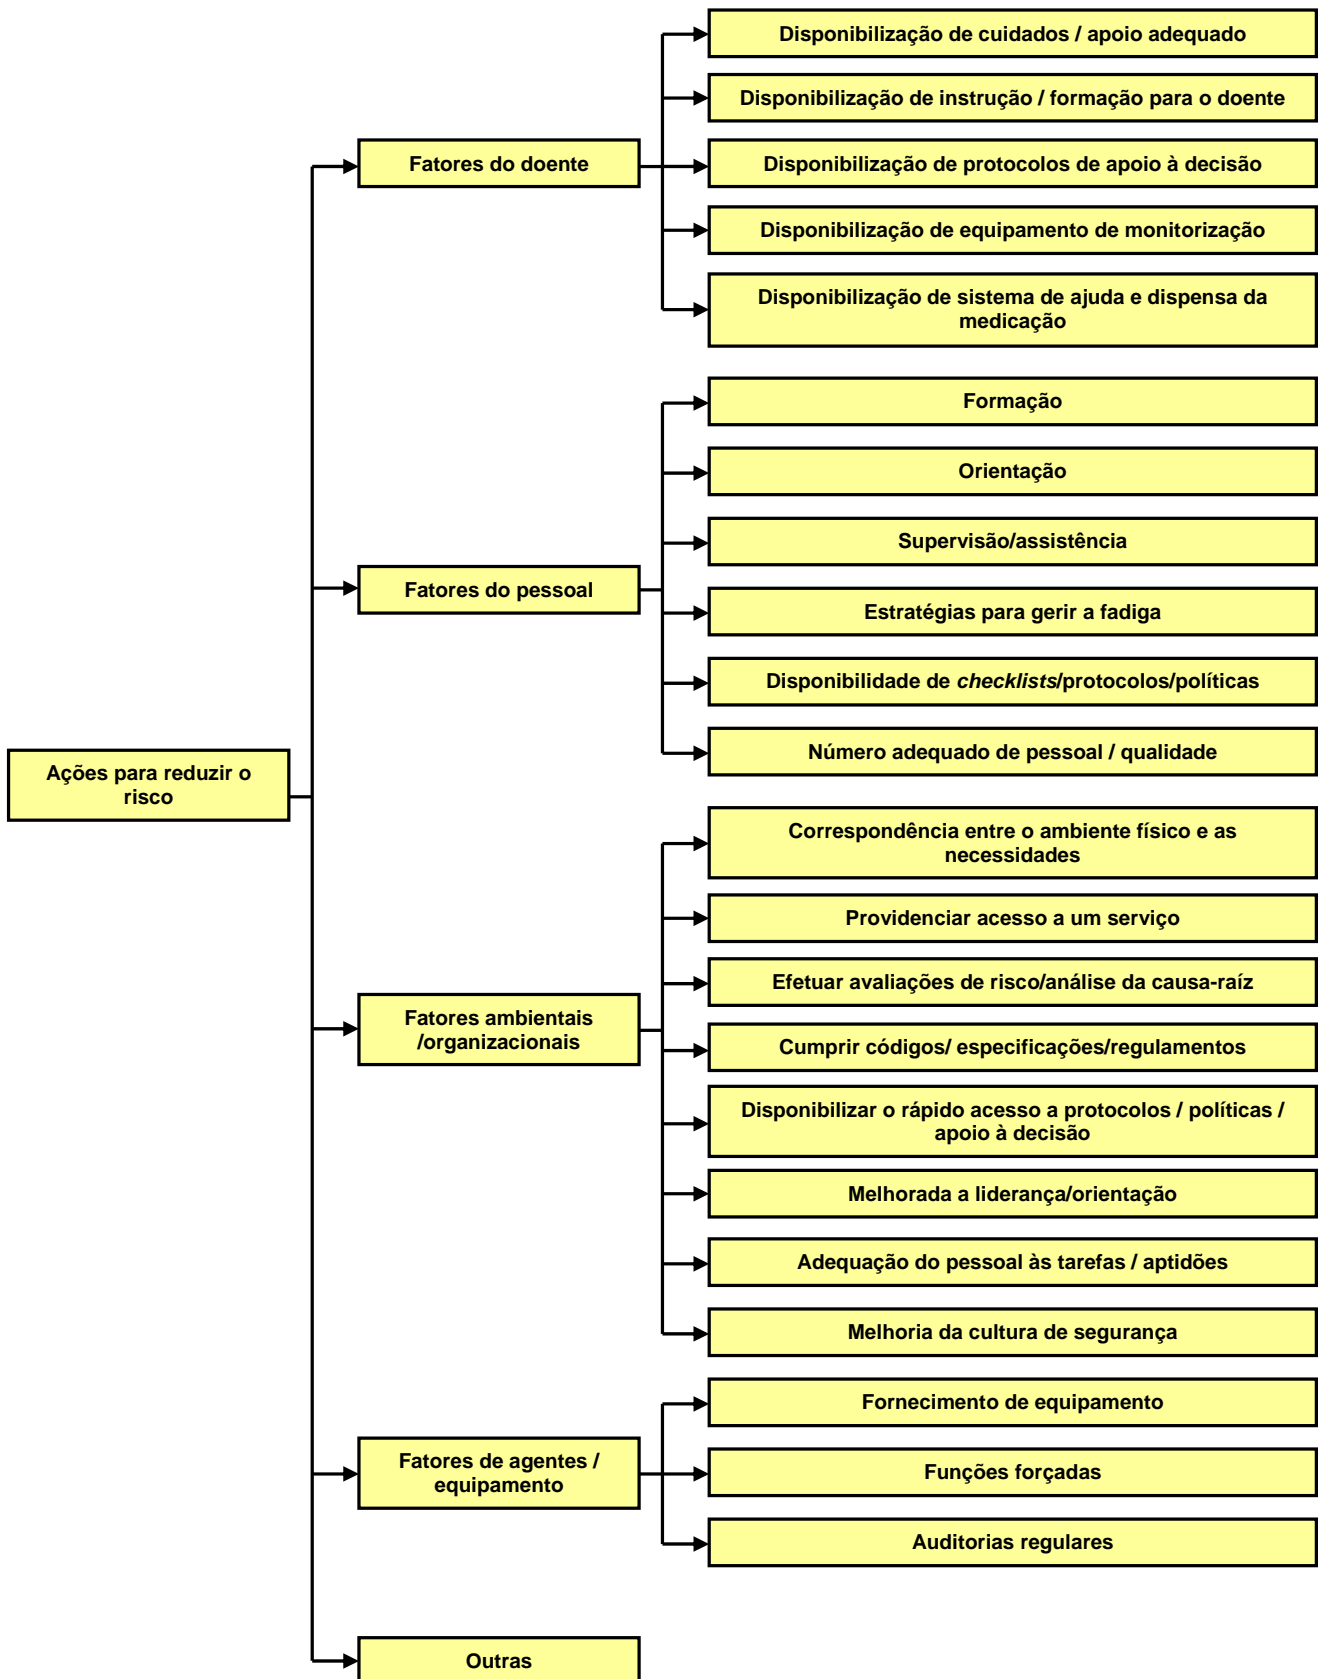 Ações para reduzir o
risco
Fatores do doente
Disponibilização de cuidados / apoio adequado
Disponibilização de instrução / formação para o doente
Disponibilização de protocolos de apoio à decisão
Disponibilização de equipamento de monitorização
Disponibilização de sistema de ajuda e dispensa da
medicação
Fatores do pessoal
Formação
Orientação
Supervisão/assistência
Estratégias para gerir a fadiga
Disponibilidade de checklists/protocolos/políticas
Número adequado de pessoal / qualidade
Fatores ambientais
/organizacionais
Correspondência entre o ambiente físico e as
necessidades
Providenciar acesso a um serviço
Efetuar avaliações de risco/análise da causa-raíz
Cumprir códigos/ especificações/regulamentos
Disponibilizar o rápido acesso a protocolos / políticas /
apoio à decisão
Melhorada a liderança/orientação
Adequação do pessoal às tarefas / aptidões
Melhoria da cultura de segurança
Fatores de agentes /
equipamento
Fornecimento de equipamento
Funções forçadas
Auditorias regulares
Outras